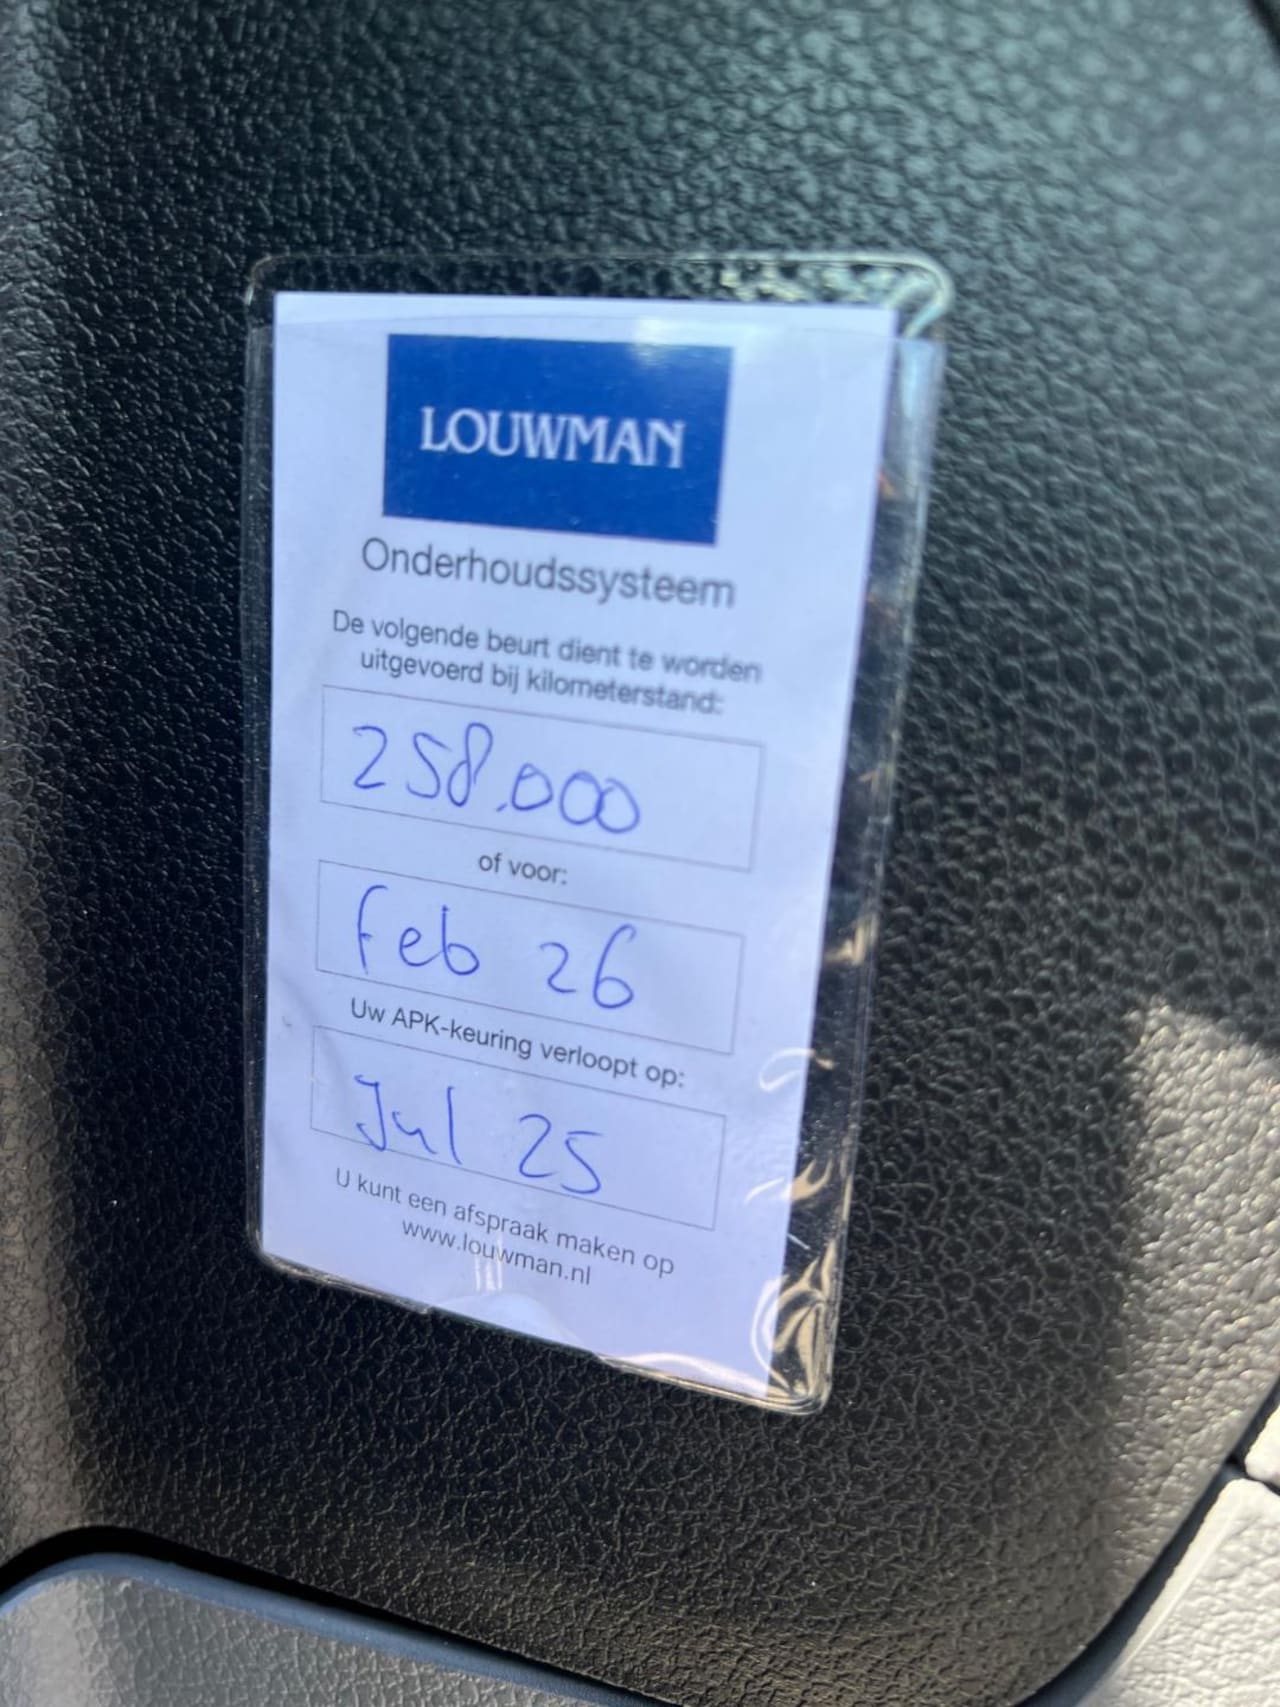 LOUWMAN
Onderhoudssysteem
De volgende beurt dient te worden
uitgevoerd bij kilometerstand:
258.000
of voor:
Feb 26
Uw APK-keuring verloopt op:
Jul 25
U kunt een afspraak maken op
www.louwman.nl